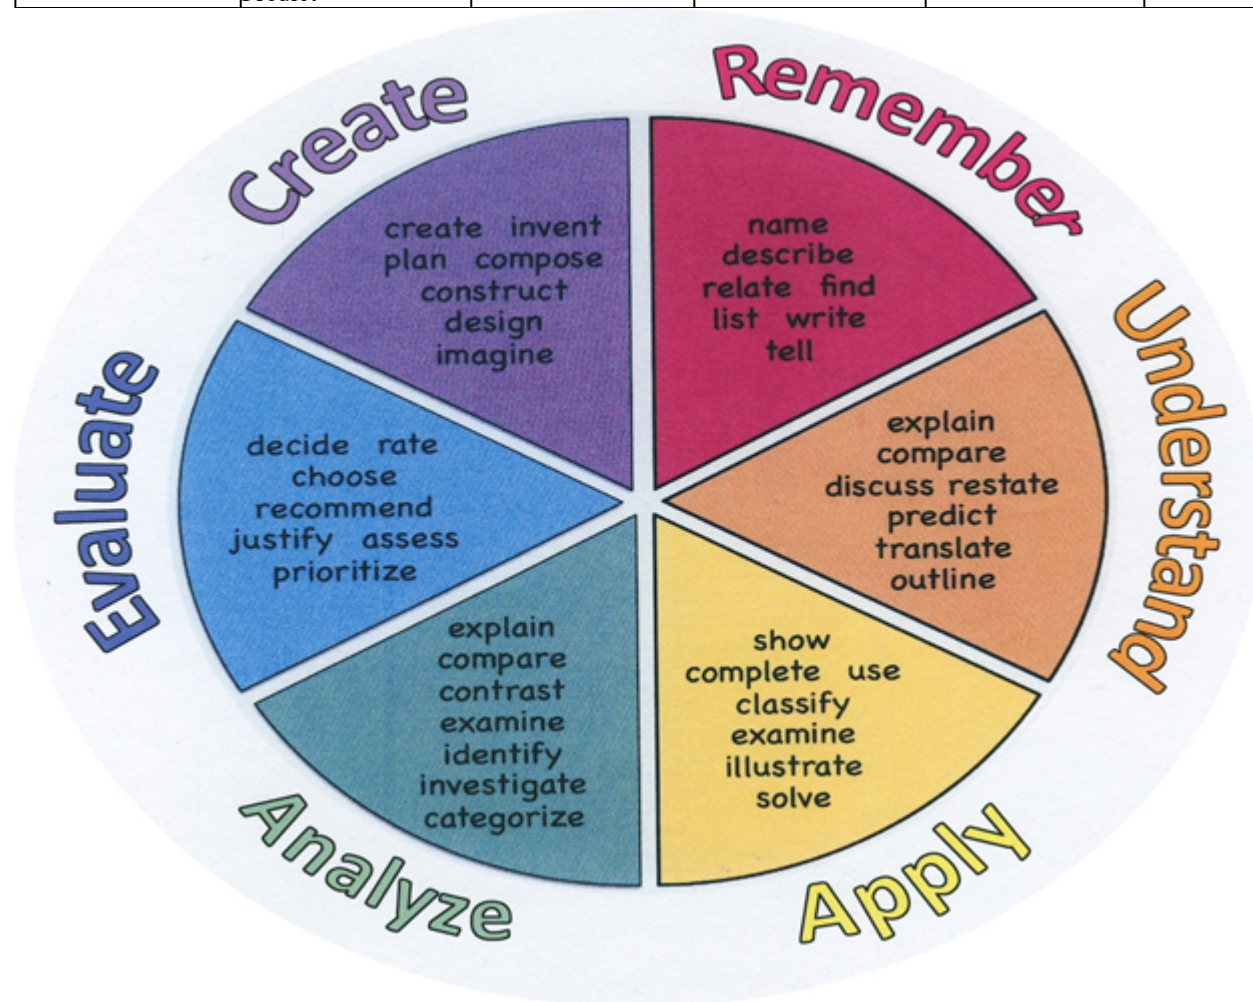 Remember
name
describe
relate find
list write
tell
Understand
explain
compare
discuss restate
predict
translate
outline
Apply
show
complete use
classify
examine
illustrate
solve
Analyze
explain
compare
contrast
examine
identify
investigate
categorize
Evaluate
decide rate
choose
recommend
justify assess
prioritize
Create
create invent
plan compose
construct
design
imagine